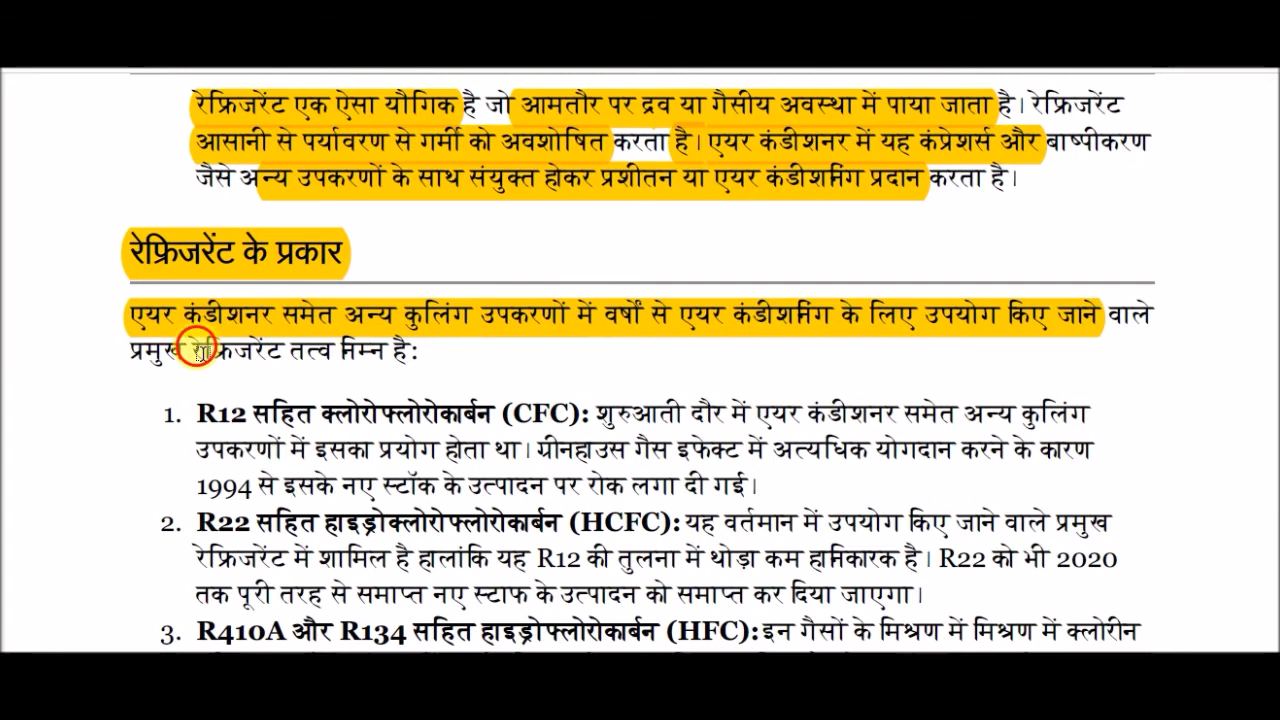 रेफ्रिजरेंट एक ऐसा यौगिक है जो आमतौर पर द्रव या गैसीय अवस्था में पाया जाता है। रेफ्रिजरेंट
आसानी से पर्यावरण से गर्मी को अवशोषित करता है। एयर कंडीशनर में यह कंप्रेशर्स और बाष्पीकरण
जैसे अन्य उपकरणों के साथ संयुक्त होकर प्रशीतन या एयर कंडीशनिंग प्रदान करता है।
रेफ्रिजरेंट के प्रकार
एयर कंडीशनर समेत अन्य कुलिंग उपकरणों में वर्षों से एयर कंडीशनिंग के लिए उपयोग किए जाने वाले
प्रमुख रेफ्रिजरेंट तत्व निम्न है:
1. R12 सहित क्लोरोफ्लोरोकार्बन (CFC): शुरुआती दौर में एयर कंडीशनर समेत अन्य कुलिंग
उपकरणों में इसका प्रयोग होता था। ग्रीनहाउस गैस इफेक्ट में अत्यधिक योगदान करने के कारण
1994 से इसके नए स्टॉक के उत्पादन पर रोक लगा दी गई।
2. R22 सहित हाइड्रोक्लोरोफ्लोरोकार्बन (HCFC): यह वर्तमान में उपयोग किए जाने वाले प्रमुख
रेफ्रिजरेंट में शामिल है हालांकि यह R12 की तुलना में थोड़ा कम हानिकारक है। R22 को भी 2020
तक पूरी तरह से समाप्त नए स्टाफ के उत्पादन को समाप्त कर दिया जाएगा।
3. R410A और R134 सहित हाइड्रोफ्लोरोकार्बन (HFC): इन गैसों के मिश्रण में मिश्रण में क्लोरीन